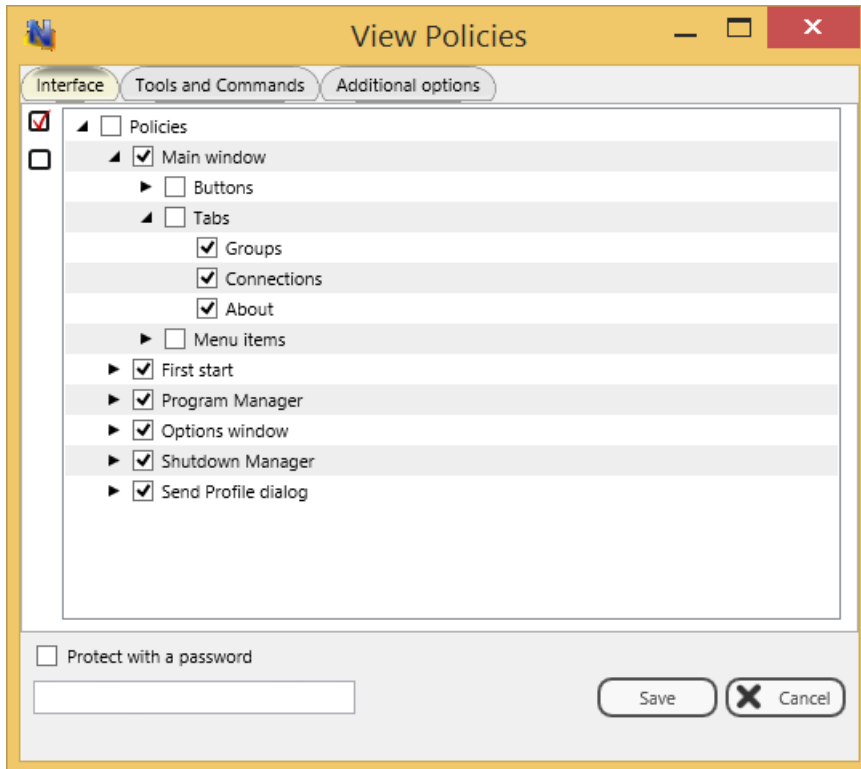 View Policies
Interface Tools and Commands Additional options
Policies
Main window
Buttons
Tabs
Groups
Connections
About
Menu items
First start
Program Manager
Options window
Shutdown Manager
Send Profile dialog
Protect with a password
Save Cancel